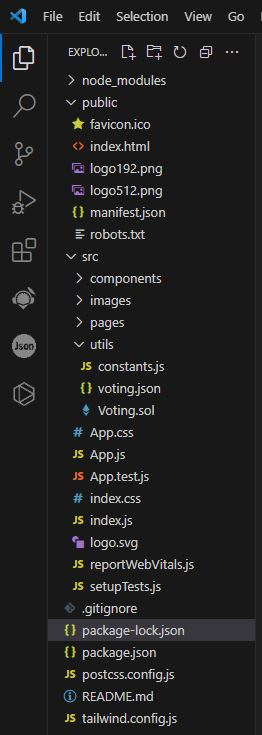 File Edit Selection View Go
EXPLO...
node_modules
public
favicon.ico
index.html
logo192.png
logo512.png
manifest.json
robots.txt
src
components
images
pages
utils
constants.js
voting.json
Voting.sol
App.css
App.js
App.test.js
index.css
index.js
logo.svg
reportWebVitals.js
setupTests.js
.gitignore
package-lock.json
package.json
postcss.config.js
README.md
tailwind.config.js
Json